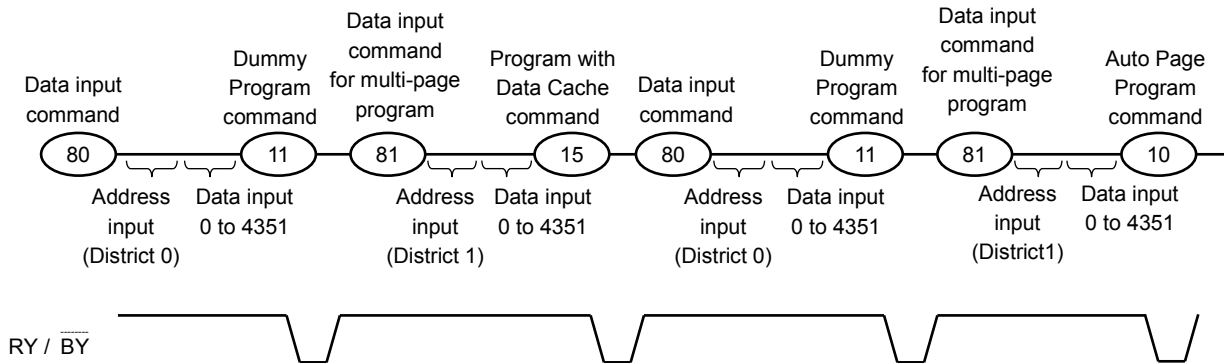 Data input
command
80
Address
input
(District 0)
Data input
0 to 4351
Dummy
Program
command
11
Data input
command
for multi-page
program
81
Address
input
(District 1)
Data input
0 to 4351
Program with
Data Cache
command
15
Data input
command
80
Address
input
(District 0)
Data input
0 to 4351
Dummy
Program
command
11
Data input
command
for multi-page
program
81
Address
input
(District1)
Data input
0 to 4351
Auto Page
Program
command
10
RY / B̅Y̅